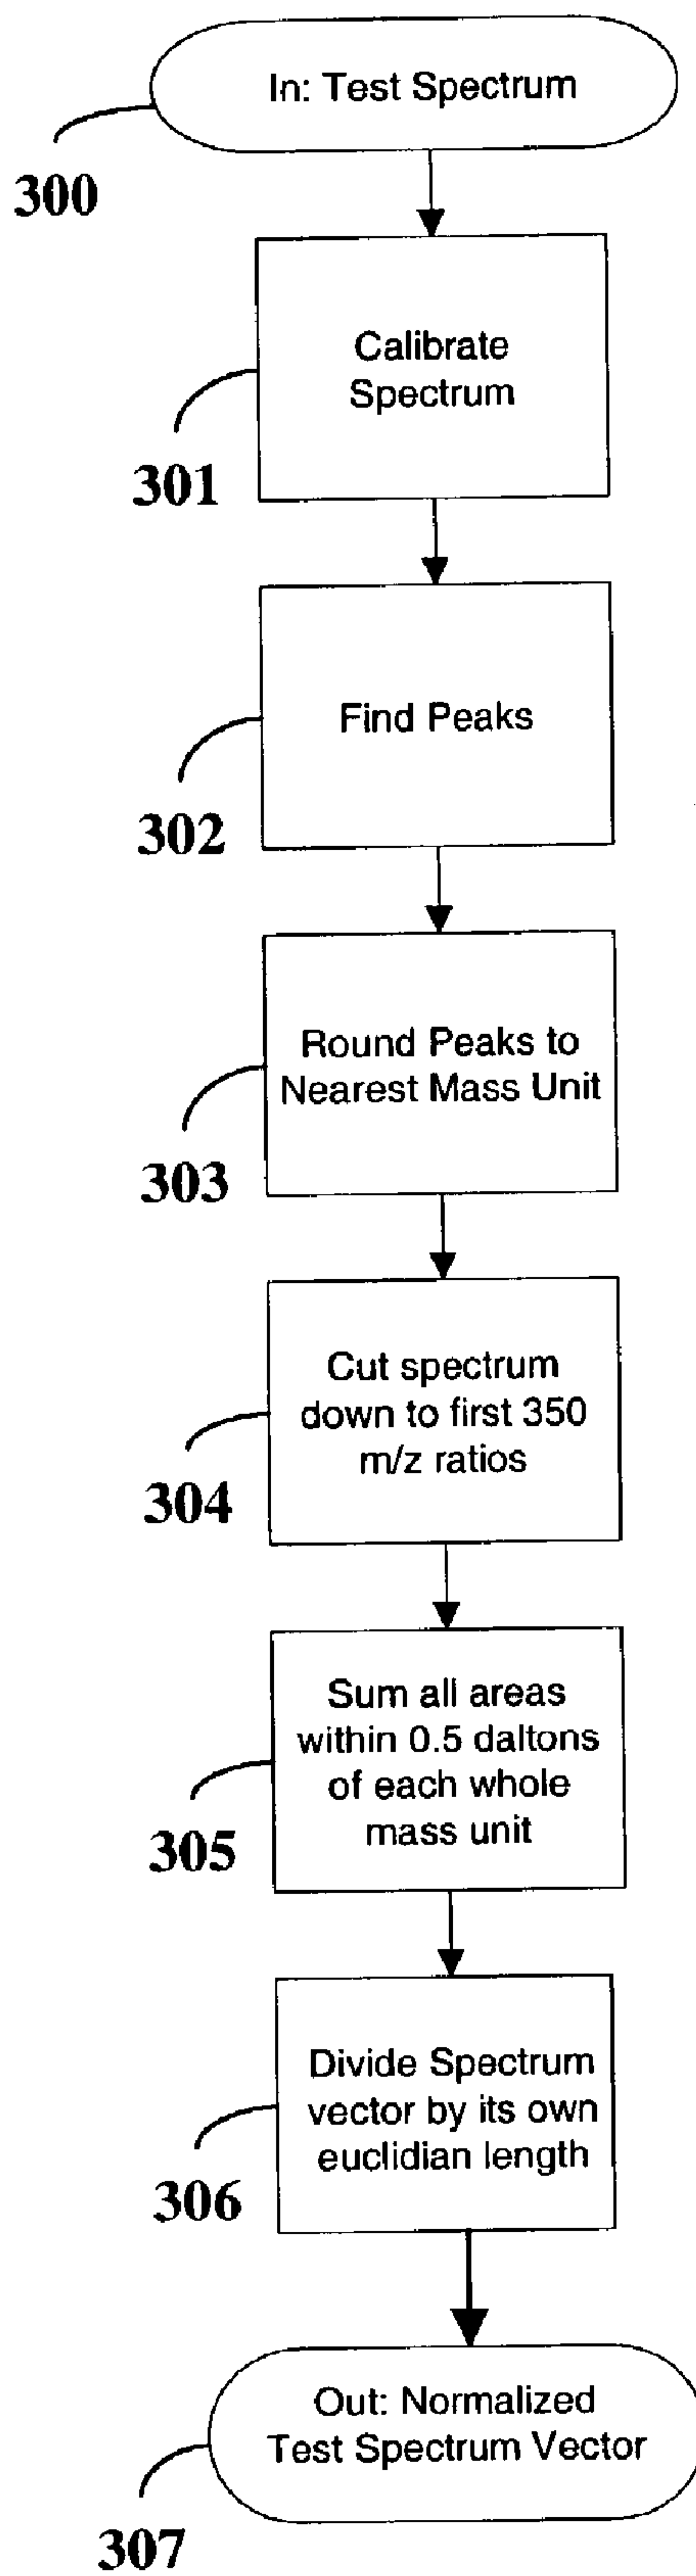 In: Test Spectrum
300
Calibrate
Spectrum
301
Find Peaks
302
Round Peaks to
Nearest Mass Unit
303
Cut spectrum
down to first 350
m/z ratios
304
Sum all areas
within 0.5 daltons
of each whole
mass unit
305
Divide Spectrum
vector by its own
euclidian length
306
Out: Normalized
Test Spectrum Vector
307